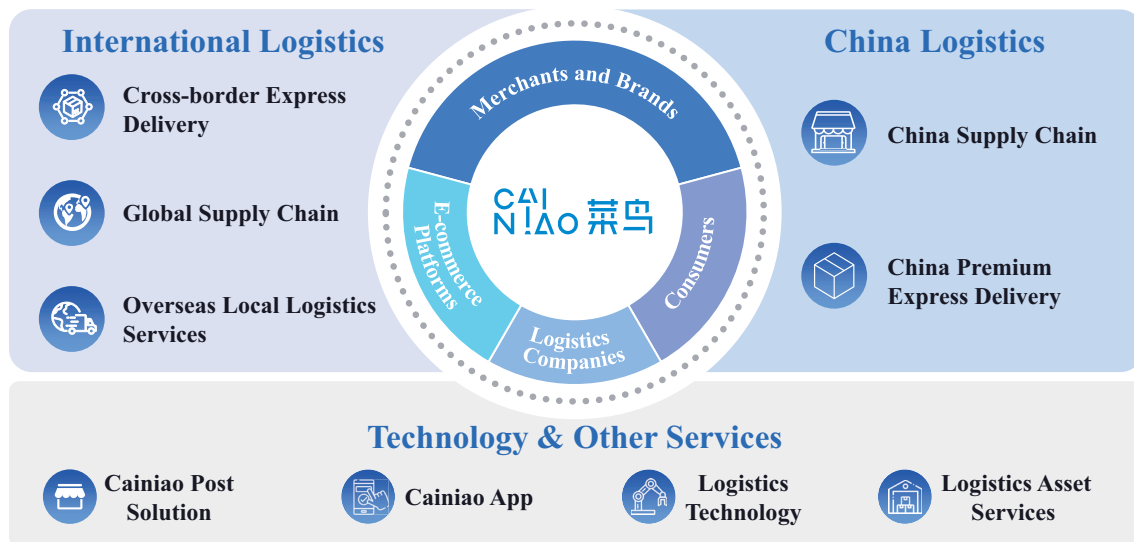 International Logistics
Cross-border Express
Delivery
Global Supply Chain
Overseas Local Logistics
Services
Merchants and Brands
E-commerce
Platforms
CAI
NIAO 菜鸟
Consumers
Logistics
Companies
China Logistics
China Supply Chain
China Premium
Express Delivery
Technology & Other Services
Cainiao Post
Solution
Cainiao App
Logistics
Technology
Logistics Asset
Services